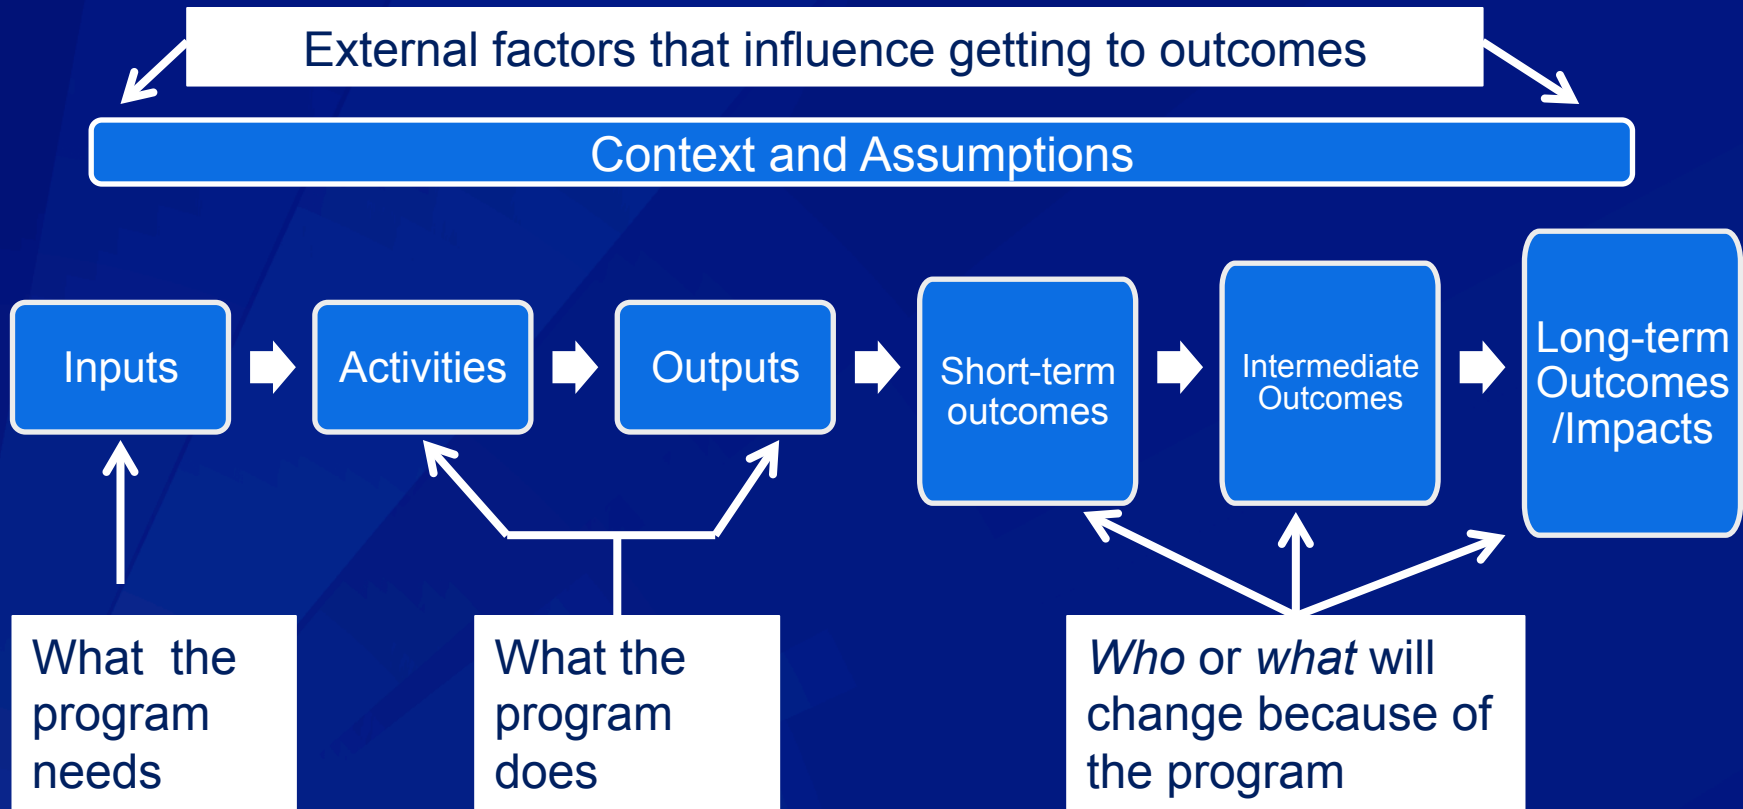 External factors that influence getting to outcomes
Context and Assumptions
Inputs
Activities
Outputs
Short-term
outcomes
Intermediate
Outcomes
Long-term
Outcomes
/Impacts
What the
program
needs
What the
program
does
Who or what will
change because of
the program